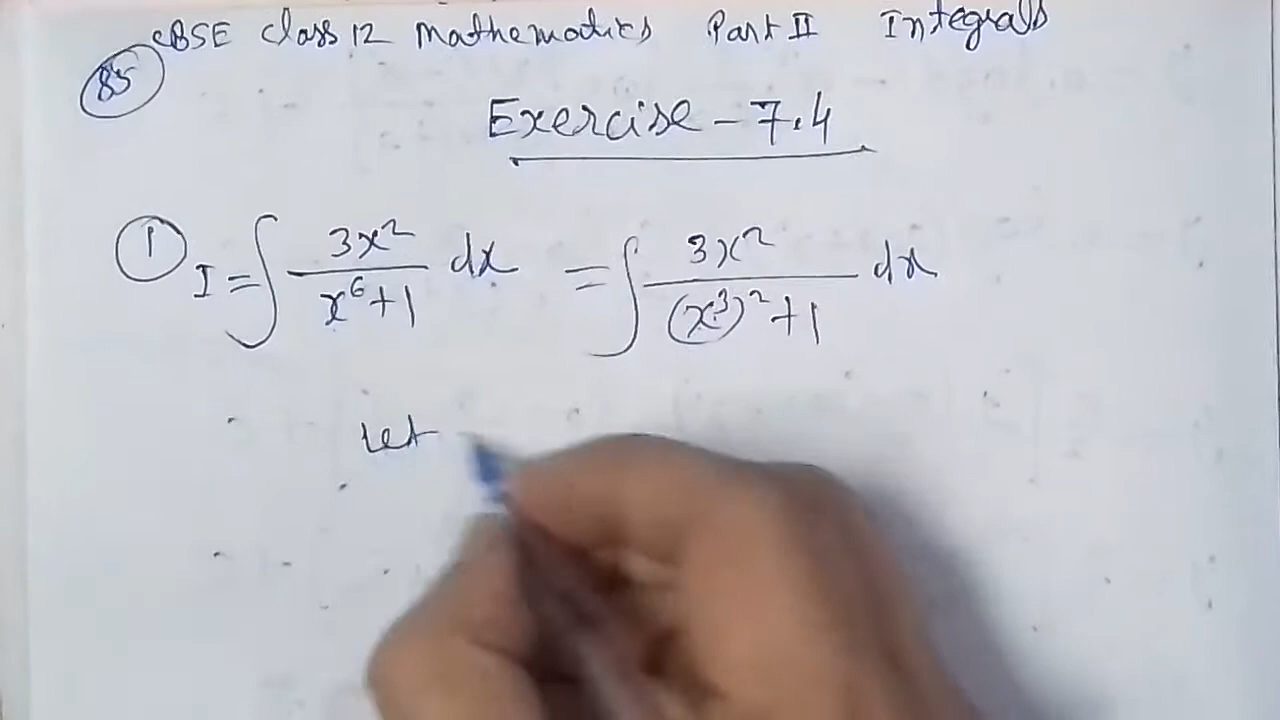 CBSE Class 12 Mathematics Part II Integrals
85
Exercise - 7.4
1 I = ∫ 3x² / (x⁶ + 1) dx = ∫ 3x² / ((x³)² + 1) dx
Let